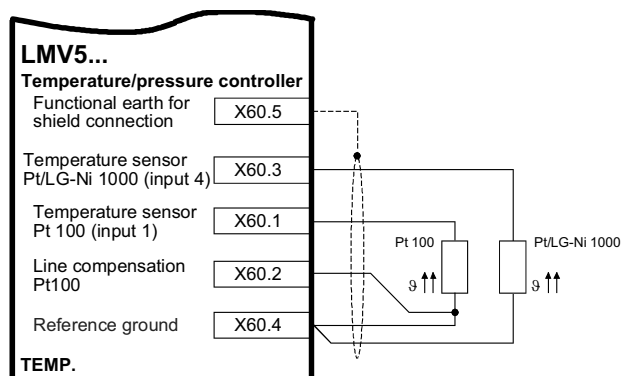 LMV5...
Temperature/pressure controller
Functional earth for
shield connection
X60.5
Temperature sensor
Pt/LG-Ni 1000 (input 4)
X60.3
Temperature sensor
Pt 100 (input 1)
X60.1
Pt 100
Pt/LG-Ni 1000
Line compensation
Pt100
X60.2
ϑ
ϑ
Reference ground
X60.4
TEMP.